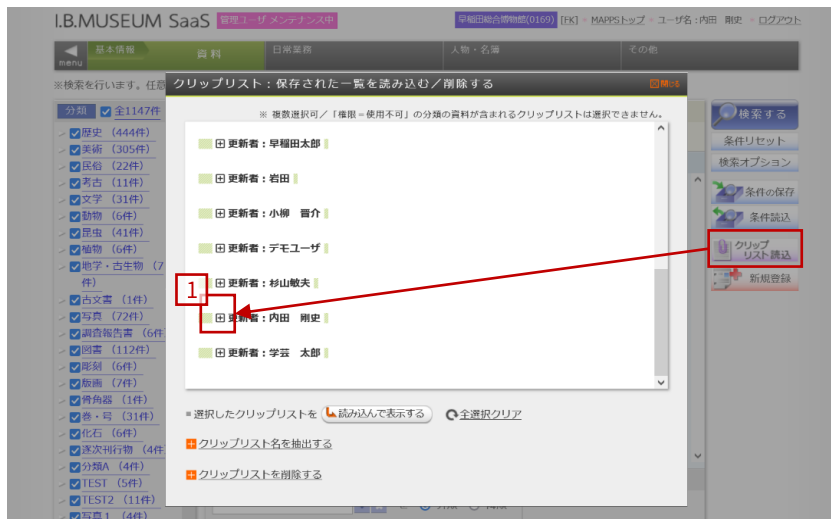 I.B.MUSEUM SaaS 管理ユーザ メンテナンス中 早稲田総合博物館(0169) [EK] MAPPSトップ ユーザ名:内田 剛史 ログアウト
menu 基本情報 資料 日常業務 人物・名簿 その他
※検索を行います。任意
クリップリスト:保存された一覧を読み込む/削除する 閉じる
※ 複数選択可/「権限=使用不可」の分類の資料が含まれるクリップリストは選択できません。
更新者:早稲田太郎
更新者:岩田
更新者:小柳 晋介
更新者:デモユーザ
更新者:杉山敏夫
1
更新者:内田 剛史
更新者:学芸 太郎
選択したクリップリストを 読み込んで表示する 全選択クリア
クリップリスト名を抽出する
クリップリストを削除する
分類 全1147件
歴史 (444件)
美術 (305件)
民俗 (22件)
考古 (11件)
文学 (31件)
動物 (6件)
昆虫 (41件)
植物 (6件)
地学・古生物 (7
件)
古文書 (1件)
写真 (72件)
調査報告書 (6件
図書 (112件)
彫刻 (6件)
版画 (7件)
骨角器 (1件)
巻・号 (31件)
化石 (6件)
逐次刊行物 (4件
分類A (4件)
TEST (5件)
TEST2 (11件)
写真1 (4件)
検索する
条件リセット
検索オプション
条件の保存
条件読込
クリップ
リスト読込
新規登録